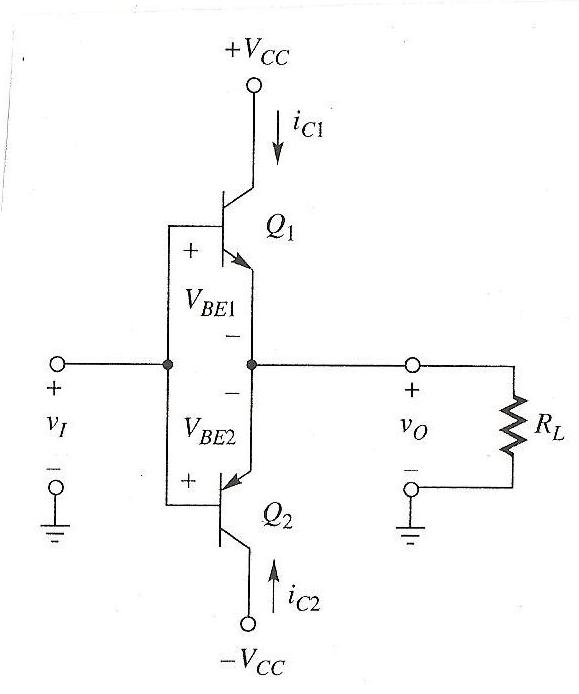 +V_CC
i_C1
Q_1
+
V_BE1
−
+
v_I
−
−
V_BE2
+
+
v_O
−
R_L
Q_2
i_C2
−V_CC